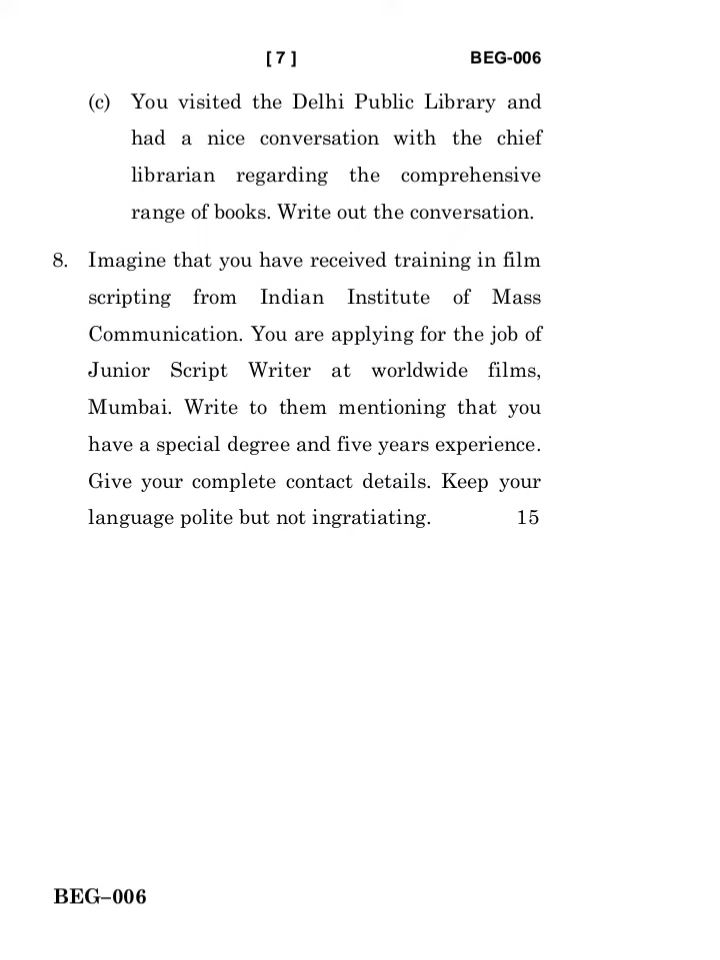 [ 7 ] BEG-006
(c) You visited the Delhi Public Library and
had a nice conversation with the chief
librarian regarding the comprehensive
range of books. Write out the conversation.
8. Imagine that you have received training in film
scripting from Indian Institute of Mass
Communication. You are applying for the job of
Junior Script Writer at worldwide films,
Mumbai. Write to them mentioning that you
have a special degree and five years experience.
Give your complete contact details. Keep your
language polite but not ingratiating. 15
BEG–006